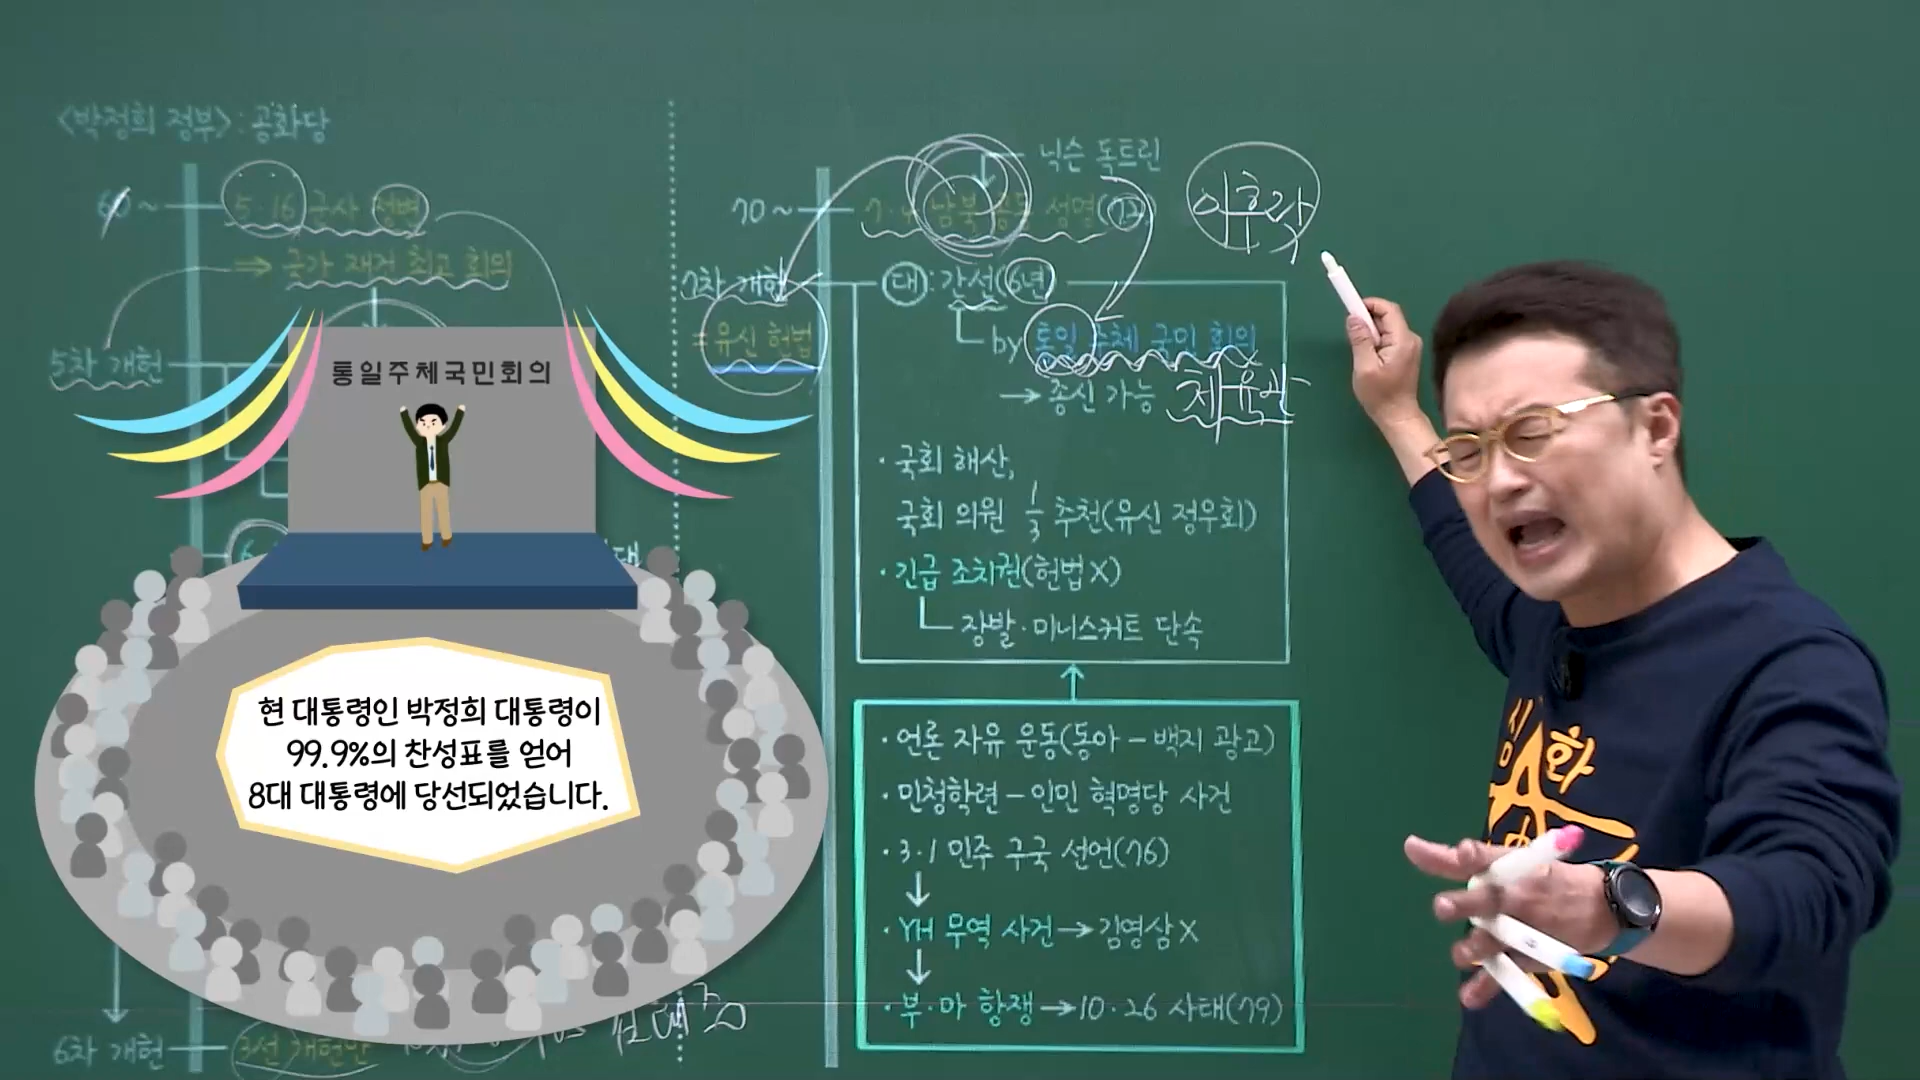 <박정희 정부> : 공화당
60 ~
5·16 군사 정변
⇒ 국가 재건 최고 회의
5차 개헌
6차 개헌
3선 개헌안
통일주체국민회의
현 대통령인 박정희 대통령이
99.9%의 찬성표를 얻어
8대 대통령에 당선되었습니다.
닉슨 독트린
70 ~
7·4 남북 공동 성명(72)
이후락
7차 개헌
= 유신 헌법
대 : 간선(6년)
by 통일 주체 국민 회의
→ 종신 가능
체육관
· 국회 해산,
국회 의원 1/3 추천(유신 정우회)
· 긴급 조치권(헌법X)
장발·미니스커트 단속
· 언론 자유 운동(동아 - 백지 광고)
· 민청학련 - 인민 혁명당 사건
· 3·1 민주 구국 선언(76)
· YH 무역 사건 → 김영삼 X
· 부·마 항쟁 → 10·26 사태(79)
심화